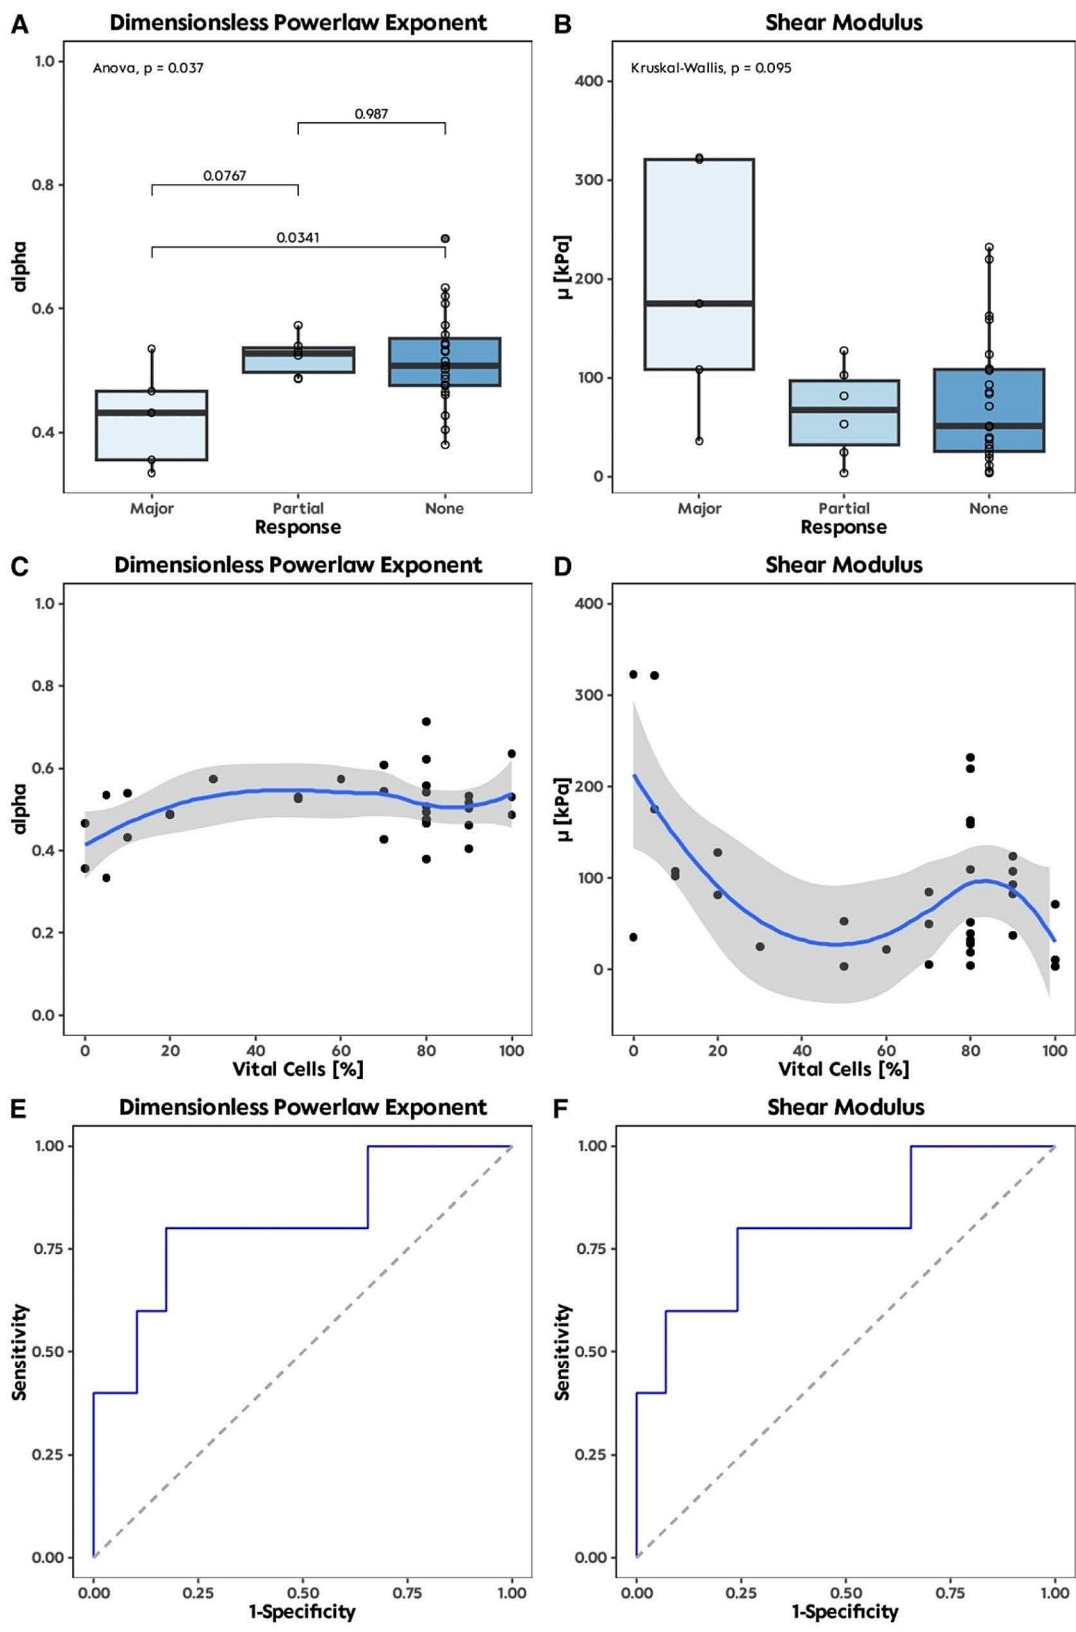 A
Dimensionsless Powerlaw Exponent
1.0
0.8
0.6
0.4
alpha
Anova, p = 0.037
0.987
0.0767
0.0341
Major
Partial
None
Response
B
Shear Modulus
400
300
200
100
0
µ [kPa]
Kruskal-Wallis, p = 0.095
Major
Partial
None
Response
C
Dimensionless Powerlaw Exponent
1.0
0.8
0.6
0.4
0.2
0.0
alpha
0
20
40
60
80
100
Vital Cells [%]
D
Shear Modulus
400
300
200
100
0
µ [kPa]
0
20
40
60
80
100
Vital Cells [%]
E
Dimensionless Powerlaw Exponent
1.00
0.75
0.50
0.25
0.00
Sensitivity
0.00
0.25
0.50
0.75
1.00
1-Specificity
F
Shear Modulus
1.00
0.75
0.50
0.25
0.00
Sensitivity
0.00
0.25
0.50
0.75
1.00
1-Specificity